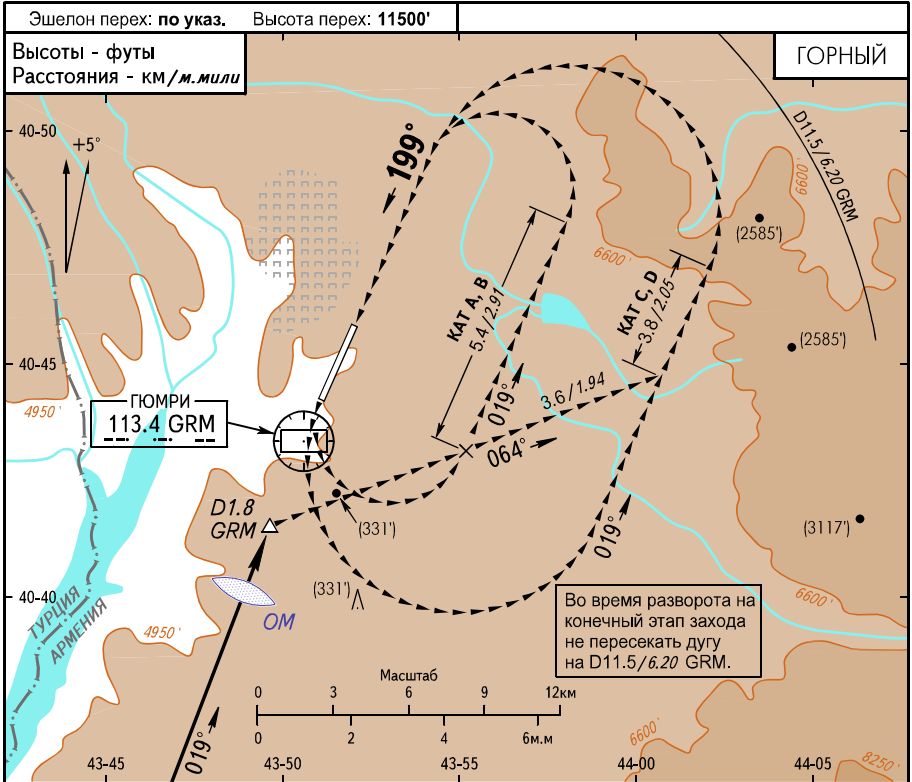 Эшелон перех: по указ. Высота перех: 11500'
Высоты - футы
Расстояния - км/м.мили
ГОРНЫЙ
40-50
+5°
199°
D11.5/6.20 GRM
6600'
(2585')
6600'
КАТ A, B
5.4/2.91
КАТ C, D
3.8/2.05
40-45
(2585')
ГЮМРИ
113.4 GRM
4950'
019°
3.6/1.94
064°
D1.8
GRM
(331')
(3117')
019°
40-40
(331')
ОМ
ТУРЦИЯ
АРМЕНИЯ
4950'
6600'
Во время разворота на
конечный этап захода
не пересекать дугу
на D11.5/6.20 GRM.
Масштаб
0 3 6 9 12км
0 2 4 6м.м
019°
6600'
8250'
43-45 43-50 43-55 44-00 44-05